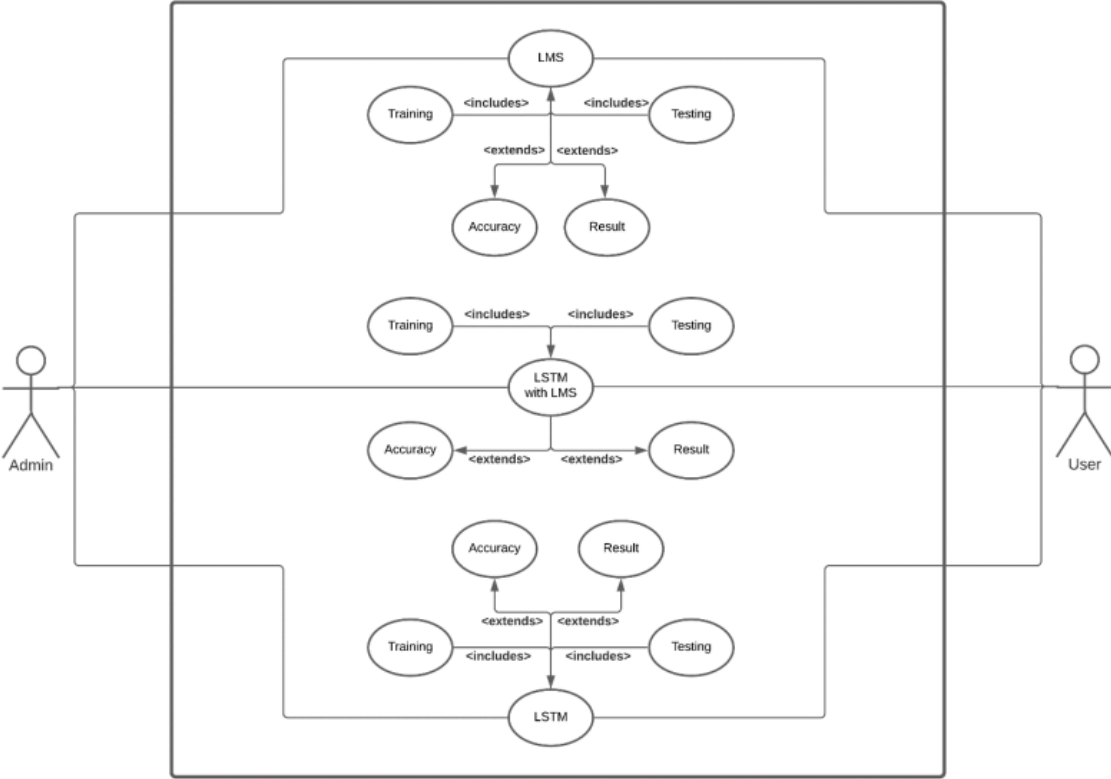 LMS
Training
<includes>
<includes>
Testing
<extends>
<extends>
Accuracy
Result
Training
<includes>
<includes>
Testing
LSTM
with LMS
Admin
User
Accuracy
<extends>
<extends>
Result
Accuracy
Result
<extends>
<extends>
Training
<includes>
<includes>
Testing
LSTM